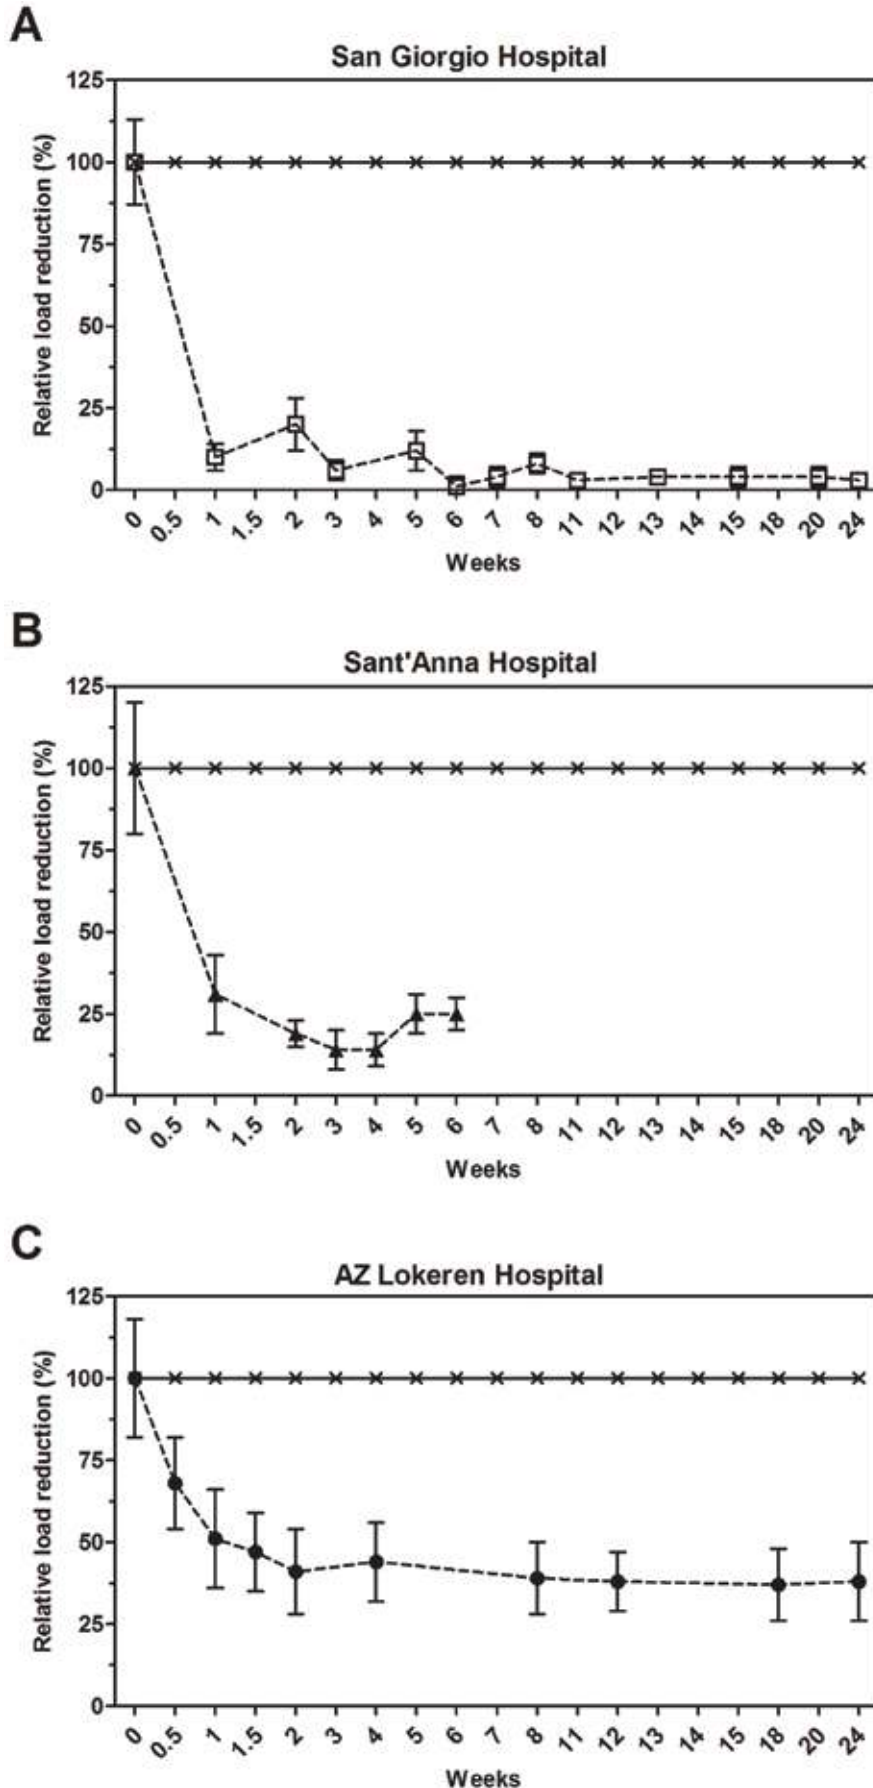 A
San Giorgio Hospital
Relative load reduction (%)
125
100
75
50
25
0
0 0.5 1 1.5 2 3 4 5 6 7 8 11 12 13 14 15 18 20 24
Weeks
B
Sant'Anna Hospital
Relative load reduction (%)
125
100
75
50
25
0
0 0.5 1 1.5 2 3 4 5 6 7 8 11 12 13 14 15 18 20 24
Weeks
C
AZ Lokeren Hospital
Relative load reduction (%)
125
100
75
50
25
0
0 0.5 1 1.5 2 3 4 5 6 7 8 11 12 13 14 15 18 20 24
Weeks